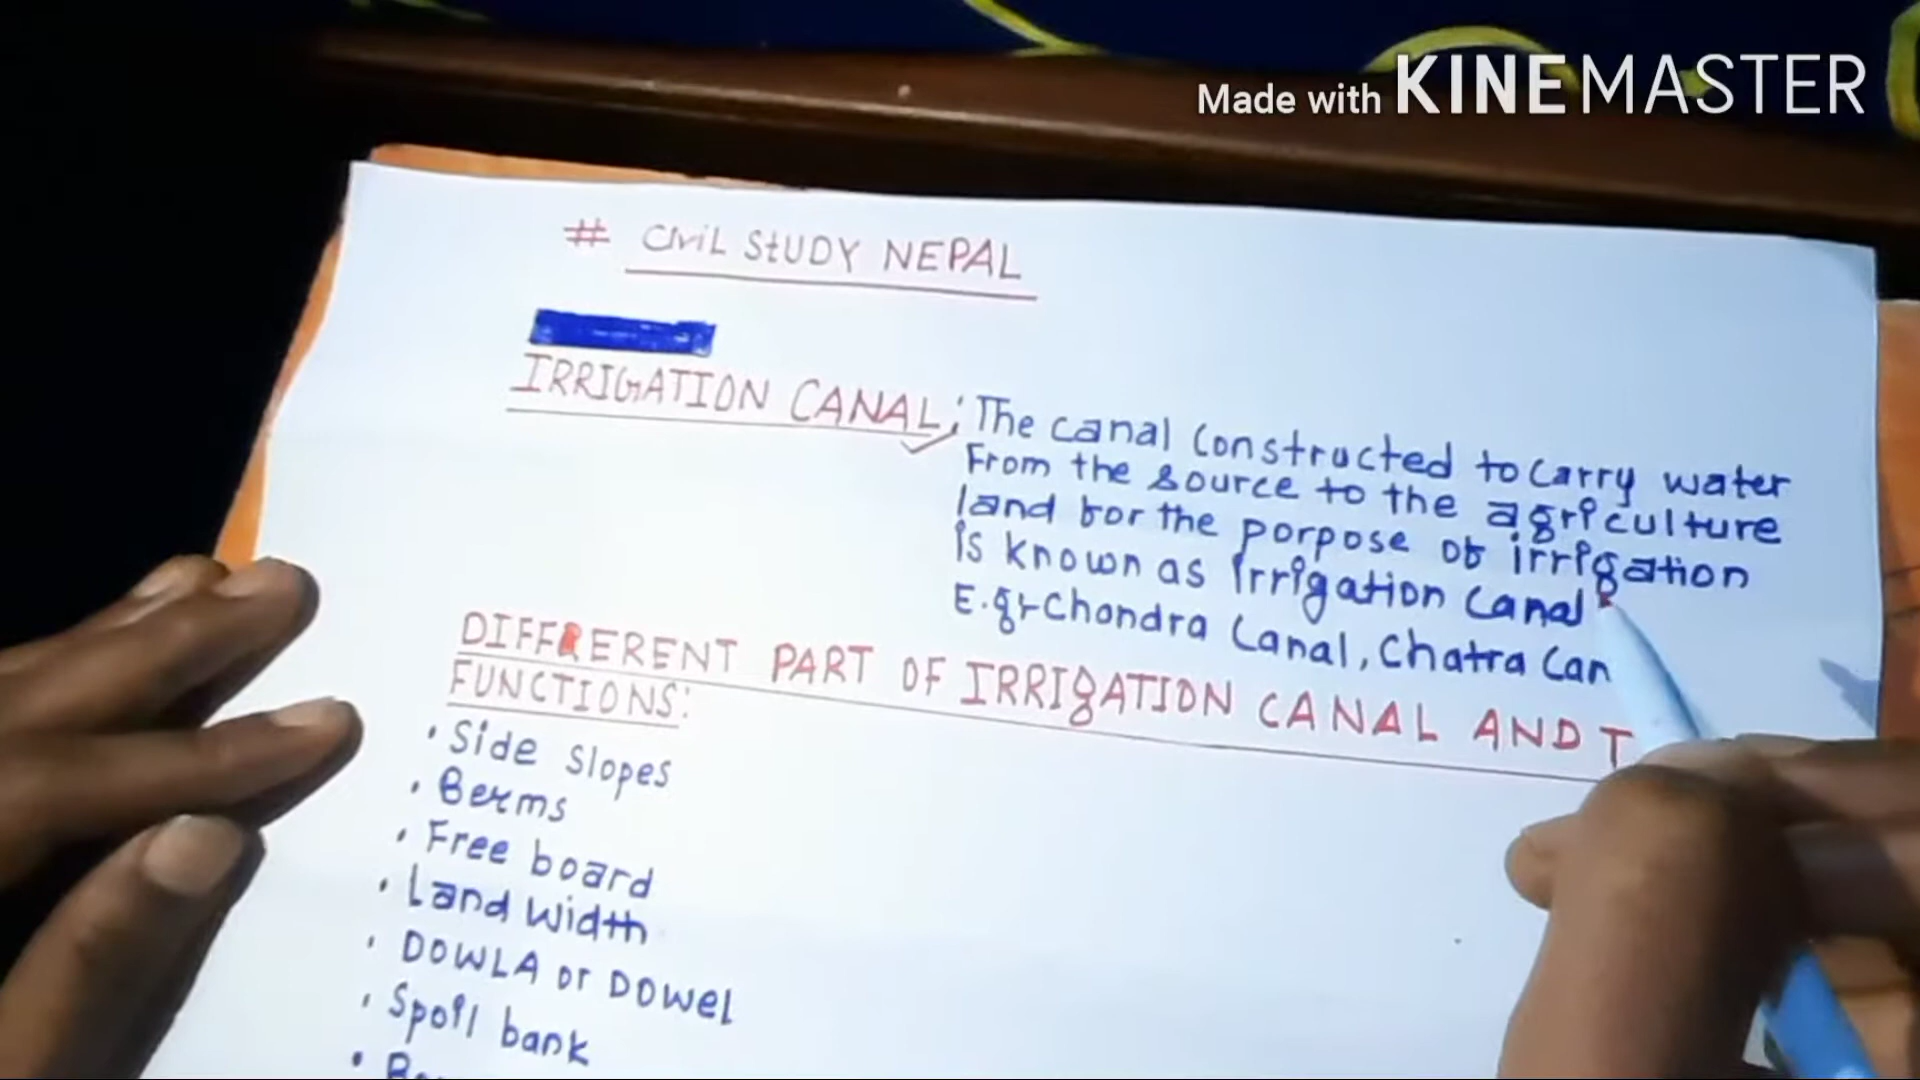 Made with KINEMASTER
# CiviL StUDY NEPAL
IRRIGATION CANAL: The canal constructed to carry water
From the source to the agriculture
land for the porpose of irrigation
is known as irrigation canal
E.g:- Chandra Canal, Chatra Can
DIFFERENT PART OF IRRIGATION CANAL AND T
FUNCTIONS:
• Side slopes
• Berms
• Free board
• Land width
• DOWLA or DOWel
• Spoil bank